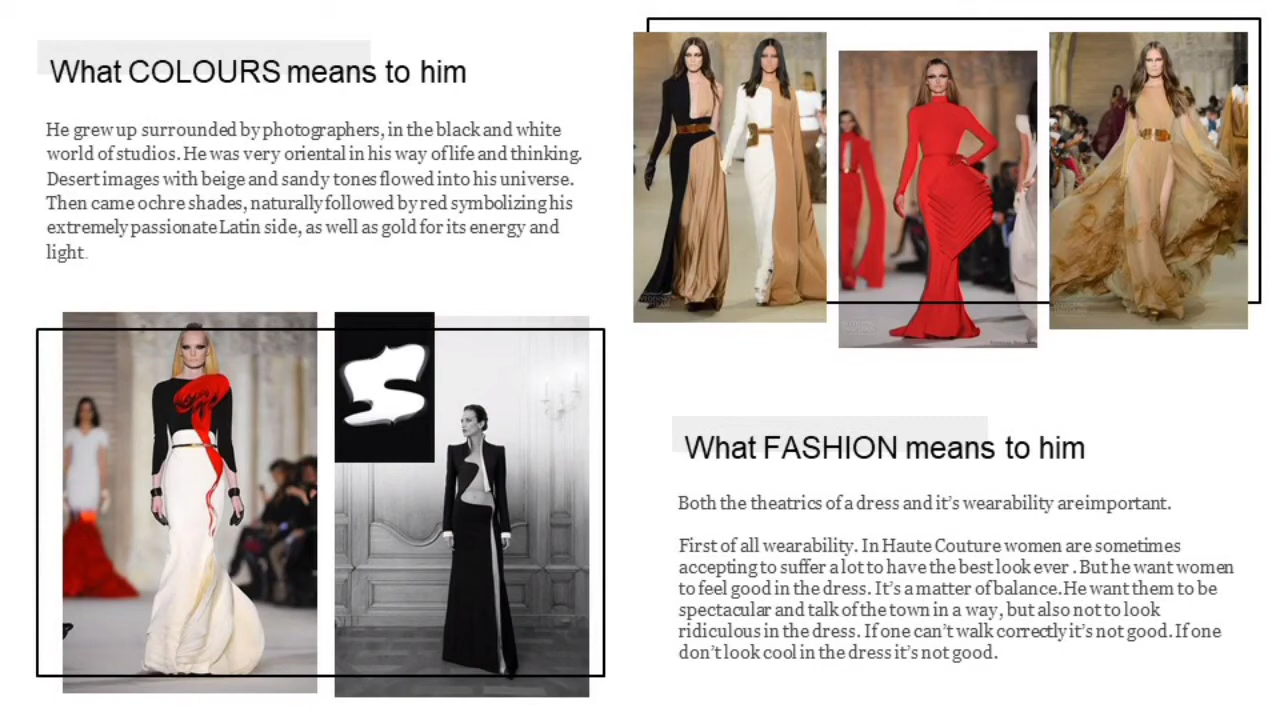 What COLOURS means to him
He grew up surrounded by photographers, in the black and white
world of studios. He was very oriental in his way of life and thinking.
Desert images with beige and sandy tones flowed into his universe.
Then came ochre shades, naturally followed by red symbolizing his
extremely passionate Latin side, as well as gold for its energy and
light.
What FASHION means to him
Both the theatrics of a dress and it's wearability are important.
First of all wearability. In Haute Couture women are sometimes
accepting to suffer a lot to have the best look ever . But he want women
to feel good in the dress. It's a matter of balance.He want them to be
spectacular and talk of the town in a way, but also not to look
ridiculous in the dress. If one can't walk correctly it's not good. If one
don't look cool in the dress it's not good.